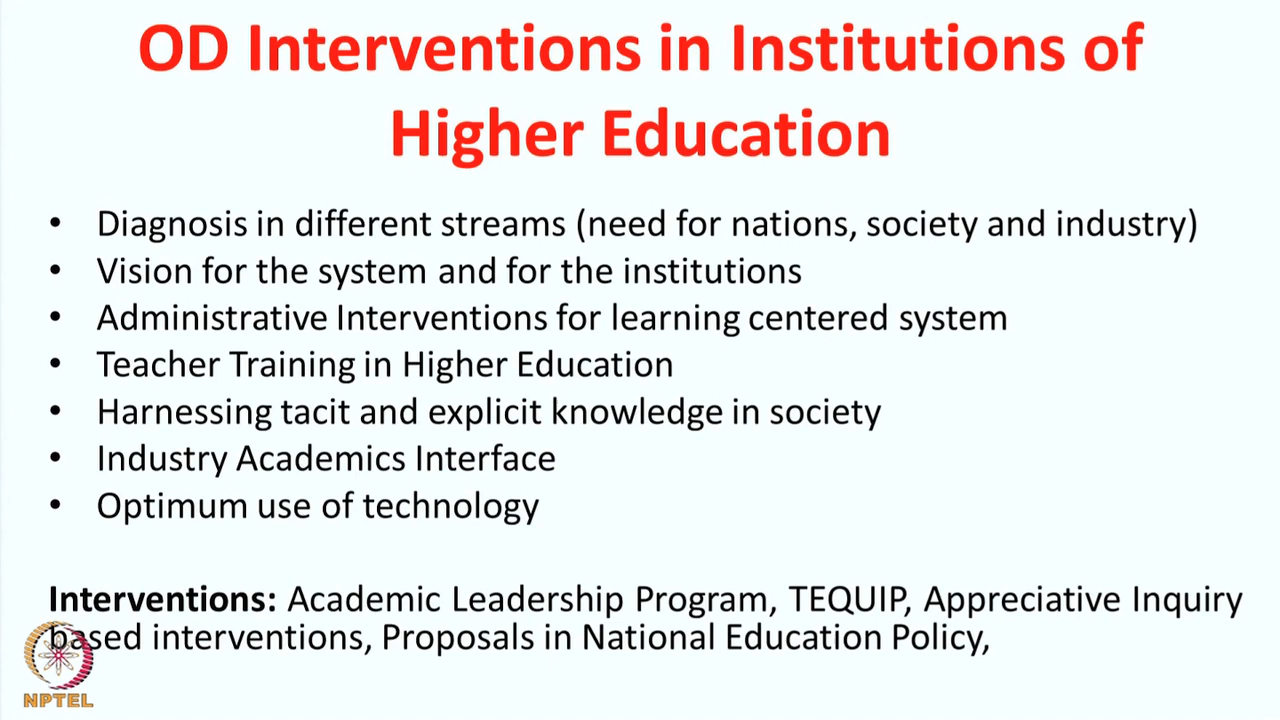 OD Interventions in Institutions of
Higher Education
• Diagnosis in different streams (need for nations, society and industry)
• Vision for the system and for the institutions
• Administrative Interventions for learning centered system
• Teacher Training in Higher Education
• Harnessing tacit and explicit knowledge in society
• Industry Academics Interface
• Optimum use of technology
Interventions: Academic Leadership Program, TEQUIP, Appreciative Inquiry
based interventions, Proposals in National Education Policy,
NPTEL